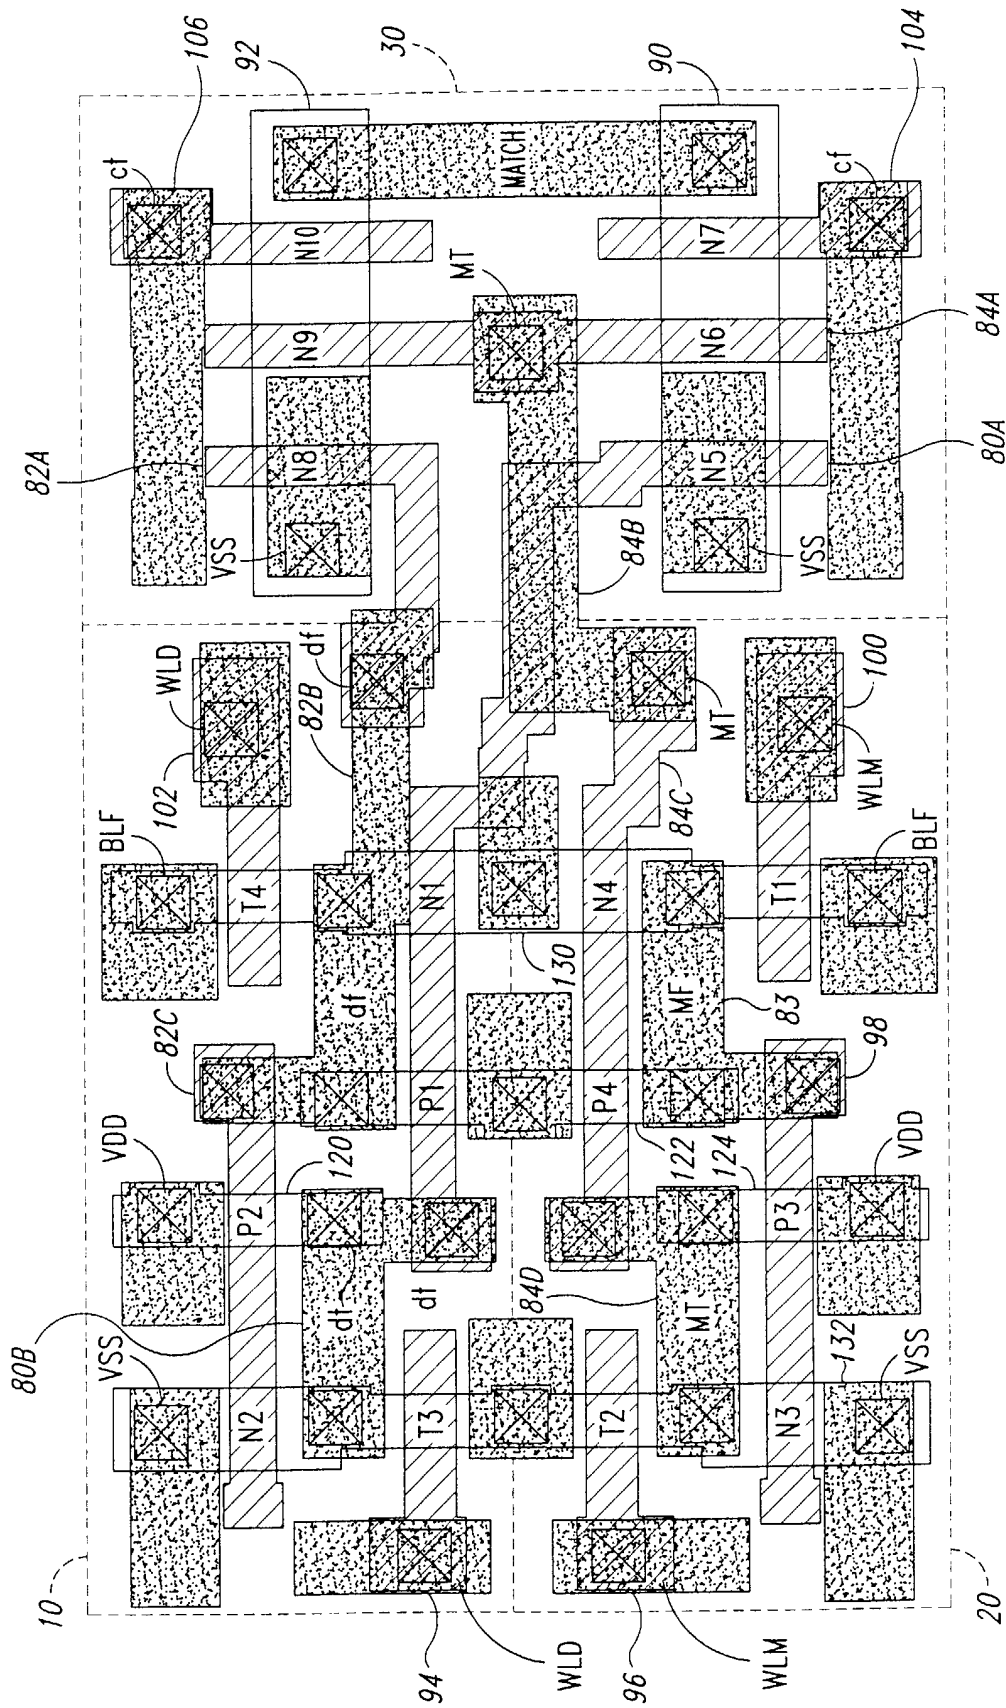 10
80B
VSS
VDD
BLF
82C
102
WLD
VSS
82A
ct
106
N2
P2
T4
120
df
N8
N9
N10
92
dt
df
82B
30
94
T3
dt
P1
N1
MT
MATCH
WLD
84D
130
T2
P4
N4
96
84B
90
122
84C
MT
MF
MT
N5
N6
N7
124
WLM
N3
P3
83
T1
VSS
132
98
WLM
100
VSS
VDD
BLF
cf
104
20
80A
84A